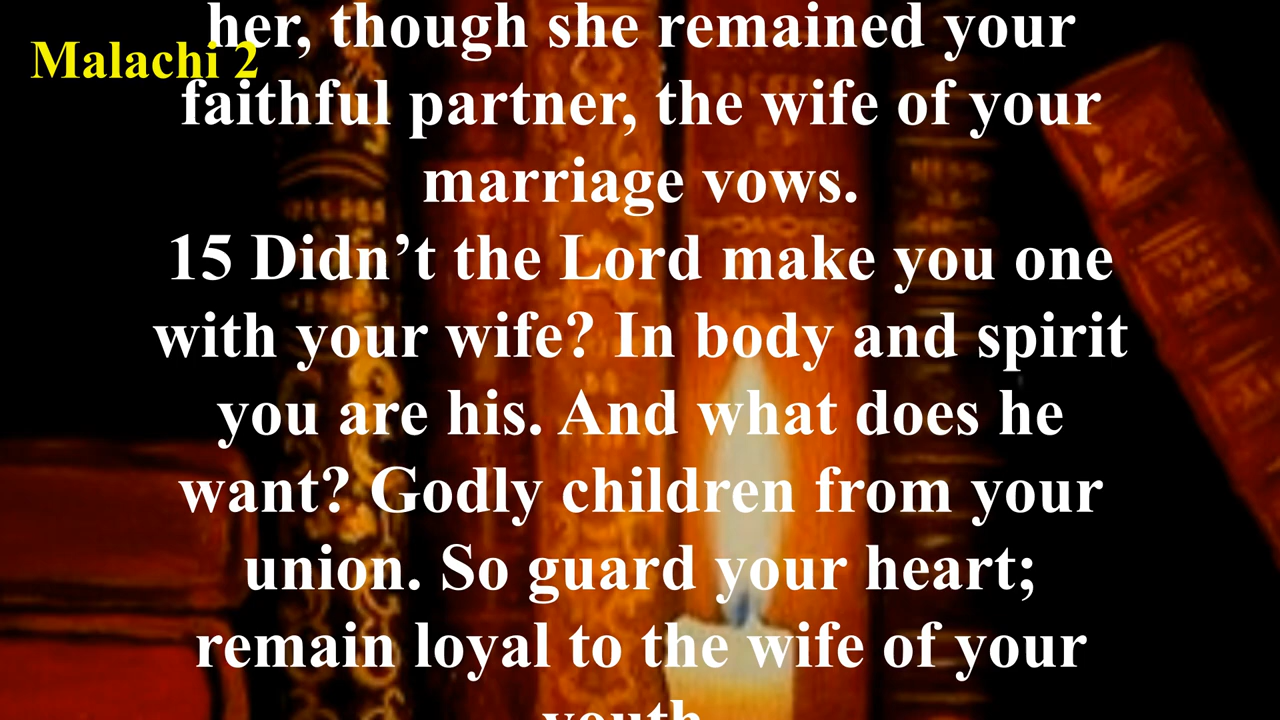 Malachi 2
her, though she remained your
faithful partner, the wife of your
marriage vows.
15 Didn’t the Lord make you one
with your wife? In body and spirit
you are his. And what does he
want? Godly children from your
union. So guard your heart;
remain loyal to the wife of your
youth.